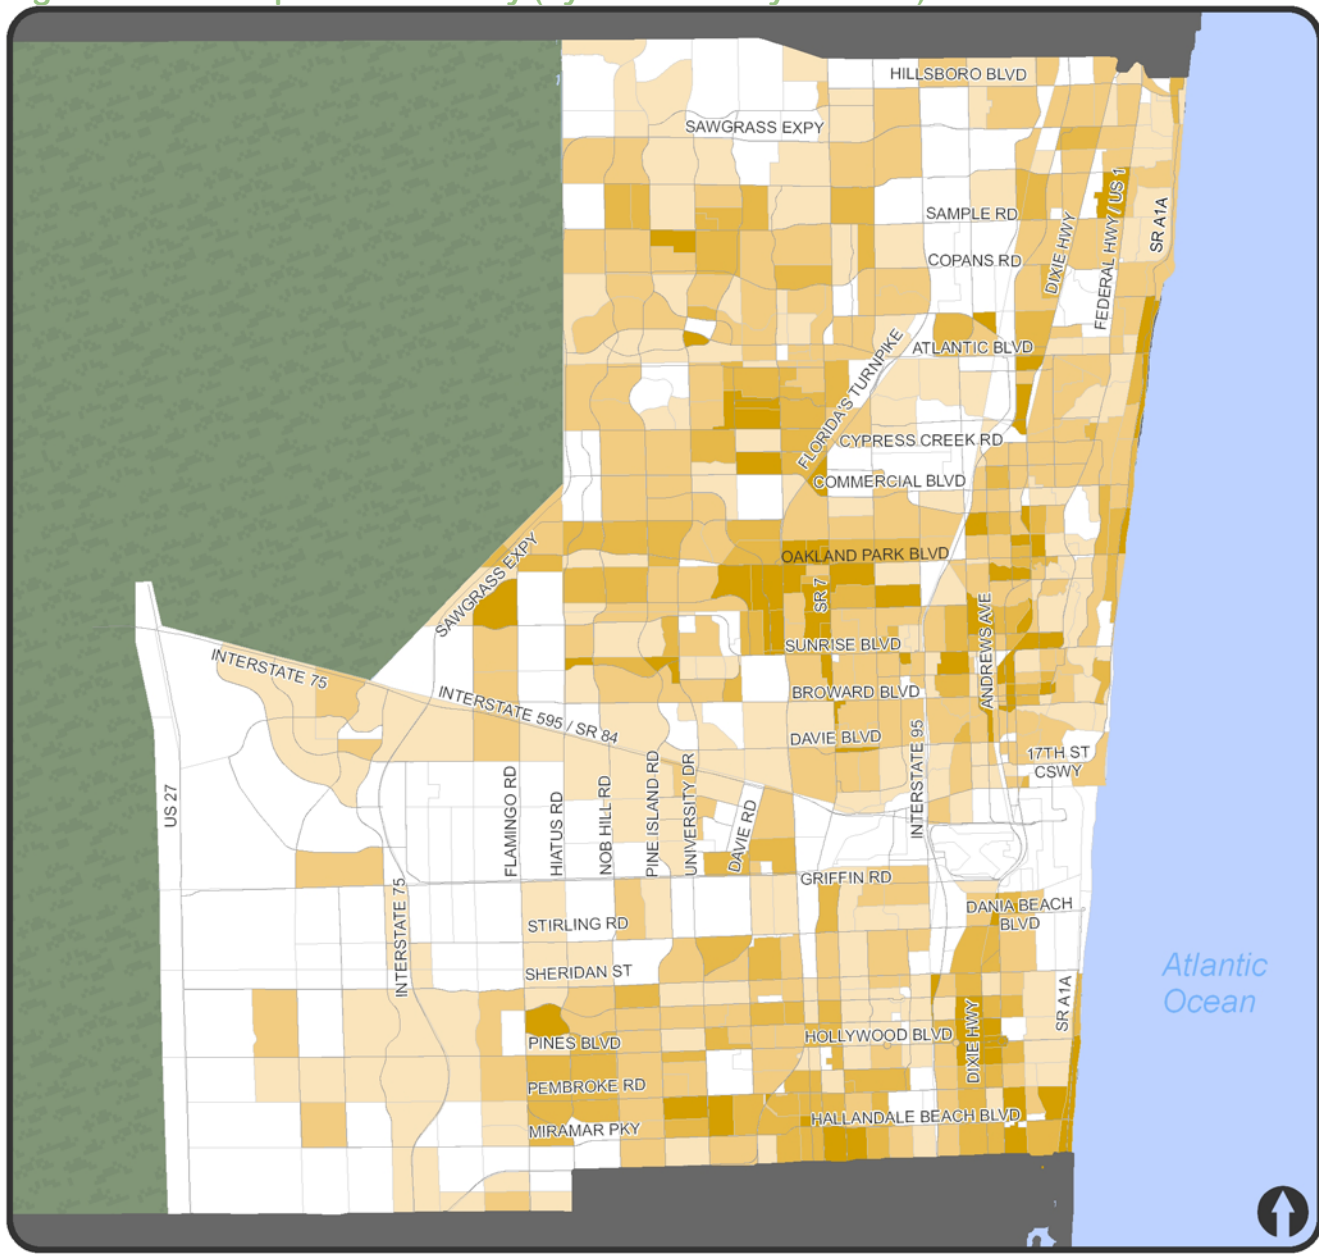 HILLSBORO BLVD
SAWGRASS EXPY
SAMPLE RD
FEDERAL HWY / US 1
SR A1A
DIXIE HWY
COPANS RD
ATLANTIC BLVD
FLORIDA'S TURNPIKE
CYPRESS CREEK RD
COMMERCIAL BLVD
OAKLAND PARK BLVD
SAWGRASS EXPY
SR 7
ANDREWS AVE
SUNRISE BLVD
INTERSTATE 75
INTERSTATE 595 / SR 84
BROWARD BLVD
DAVIE BLVD
17TH ST
CSWY
INTERSTATE 95
US 27
FLAMINGO RD
HIATUS RD
NOB HILL RD
PINE ISLAND RD
UNIVERSITY DR
DAVIE RD
GRIFFIN RD
INTERSTATE 75
STIRLING RD
DANIA BEACH
BLVD
SHERIDAN ST
Atlantic
Ocean
SR A1A
PINES BLVD
HOLLYWOOD BLVD
DIXIE HWY
PEMBROKE RD
HALLANDALE BEACH BLVD
MIRAMAR PKY